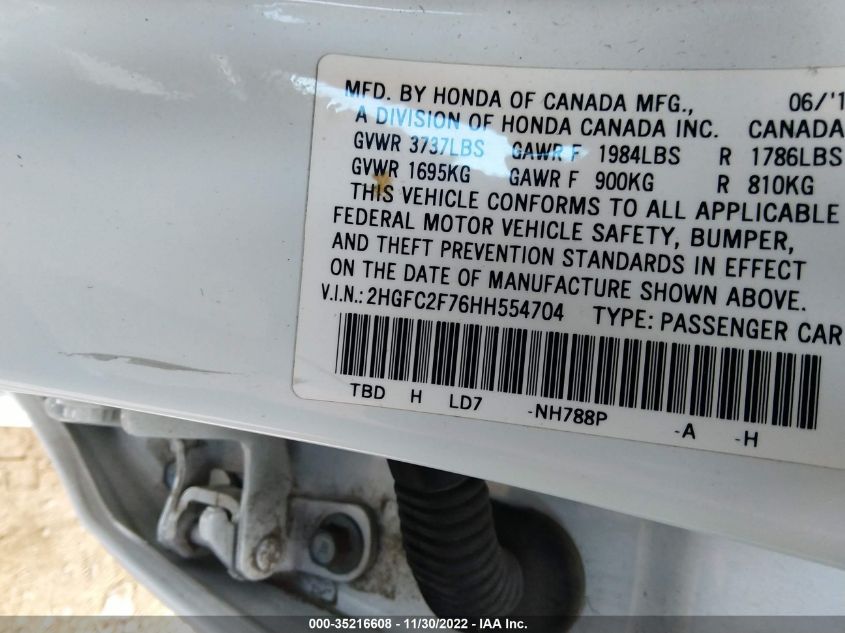 MFD. BY HONDA OF CANADA MFG., 06/'1
A DIVISION OF HONDA CANADA INC. CANADA
GVWR 3737LBS GAWR F 1984LBS R 1786LBS
GVWR 1695KG GAWR F 900KG R 810KG
THIS VEHICLE CONFORMS TO ALL APPLICABLE
FEDERAL MOTOR VEHICLE SAFETY, BUMPER,
AND THEFT PREVENTION STANDARDS IN EFFECT
ON THE DATE OF MANUFACTURE SHOWN ABOVE.
V.I.N.: 2HGFC2F76HH554704 TYPE: PASSENGER CAR
TBD H LD7 -NH788P -A -H
000-35216608 - 11/30/2022 - IAA Inc.